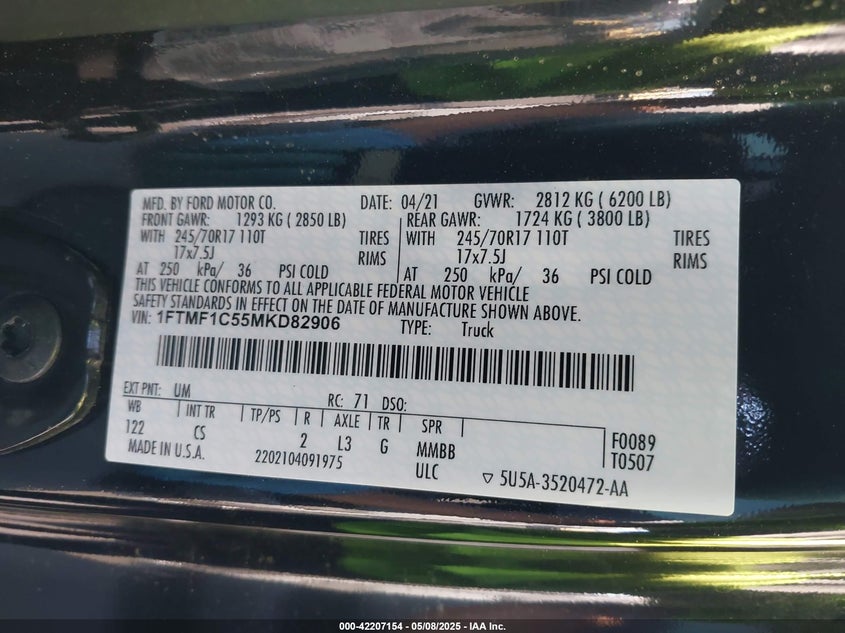 MFD. BY FORD MOTOR CO. DATE: 04/21 GVWR: 2812 KG ( 6200 LB)
FRONT GAWR: 1293 KG ( 2850 LB) REAR GAWR: 1724 KG ( 3800 LB)
WITH 245/70R17 110T TIRES WITH 245/70R17 110T TIRES
17x7.5J RIMS 17x7.5J RIMS
AT 250 kPa/ 36 PSI COLD AT 250 kPa/ 36 PSI COLD
THIS VEHICLE CONFORMS TO ALL APPLICABLE FEDERAL MOTOR VEHICLE
SAFETY STANDARDS IN EFFECT ON THE DATE OF MANUFACTURE SHOWN ABOVE.
VIN: 1FTMF1C55MKD82906 TYPE: Truck
EXT PNT: UM RC: 71 DSO:
WB INT TR TP/PS R AXLE TR SPR
122 CS 2 L3 G MMBB F0089
MADE IN U.S.A. 2202104091975 ULC T0507
▽ 5U5A-3520472-AA
000-42207154 - 05/08/2025 - IAA Inc.